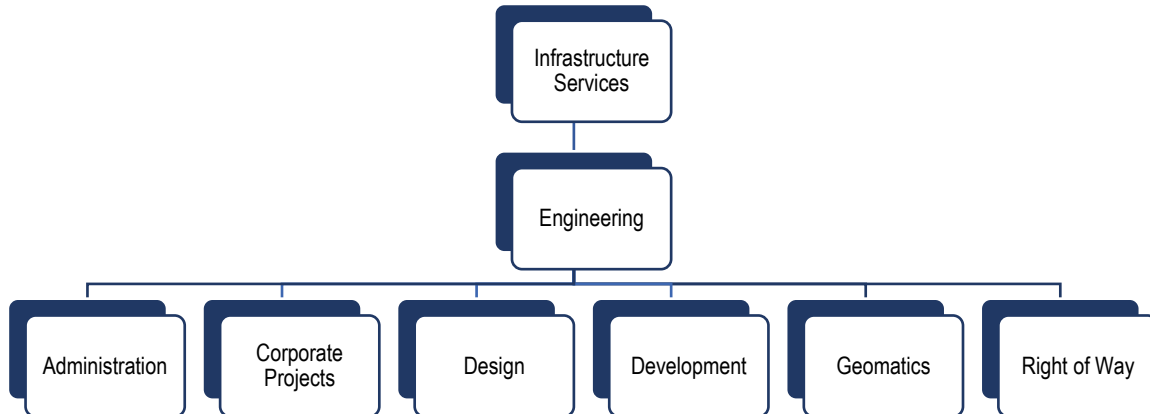 Infrastructure
Services
Engineering
Administration
Corporate
Projects
Design
Development
Geomatics
Right of Way